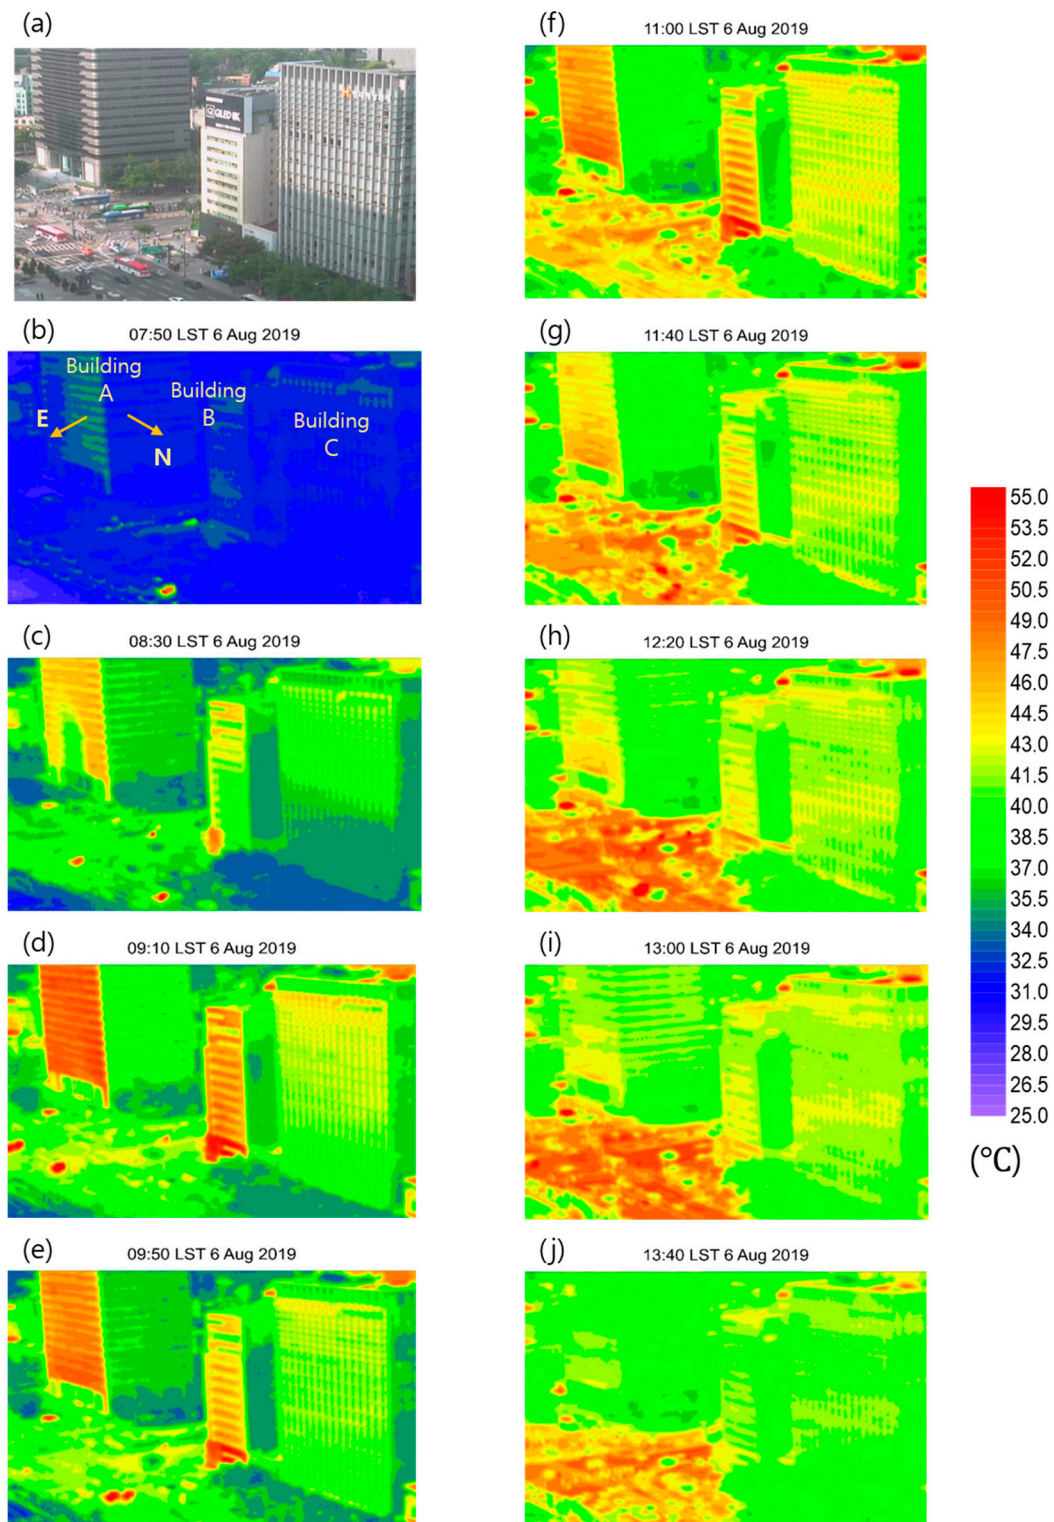 (a)
QLED 8K
(b)
07:50 LST 6 Aug 2019
Building
A
Building
B
Building
C
E
N
(c)
08:30 LST 6 Aug 2019
(d)
09:10 LST 6 Aug 2019
(e)
09:50 LST 6 Aug 2019
(f)
11:00 LST 6 Aug 2019
(g)
11:40 LST 6 Aug 2019
(h)
12:20 LST 6 Aug 2019
(i)
13:00 LST 6 Aug 2019
(j)
13:40 LST 6 Aug 2019
55.0
53.5
52.0
50.5
49.0
47.5
46.0
44.5
43.0
41.5
40.0
38.5
37.0
35.5
34.0
32.5
31.0
29.5
28.0
26.5
25.0
(°C)